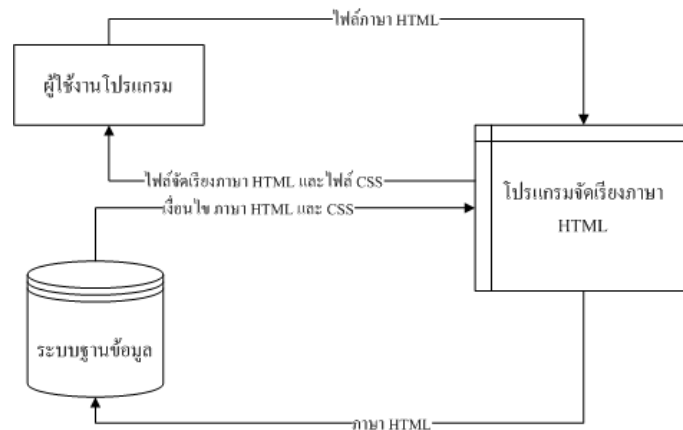 ไฟล์ภาษา HTML
ผู้ใช้งานโปรแกรม
ไฟล์จัดเรียงภาษา HTML และไฟล์ CSS
เงื่อนไข ภาษา HTML และ CSS
โปรแกรมจัดเรียงภาษา
HTML
ระบบฐานข้อมูล
ภาษา HTML